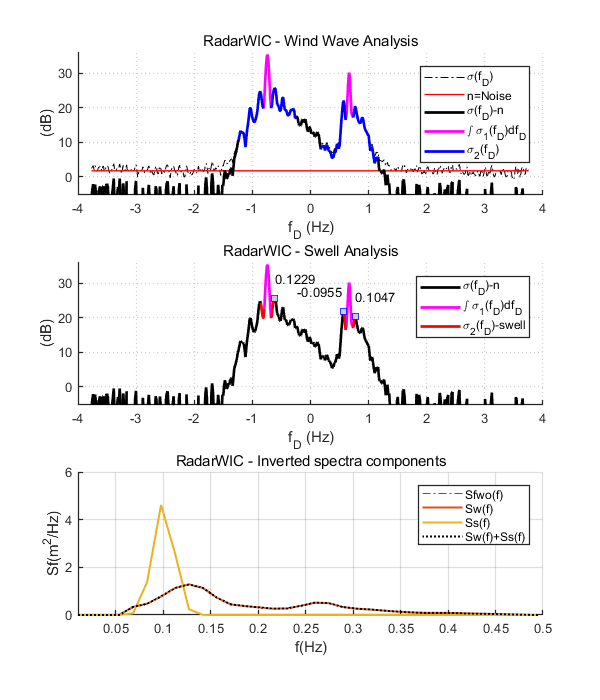 RadarWIC - Wind Wave Analysis
(dB)
30
20
10
0
σ(f_D)
n=Noise
σ(f_D)-n
∫ σ_1(f_D)df_D
σ_2(f_D)
-4 -3 -2 -1 0 1 2 3 4
f_D (Hz)
RadarWIC - Swell Analysis
(dB)
30
20
10
0
0.1229
-0.0955
0.1047
σ(f_D)-n
∫ σ_1(f_D)df_D
σ_2(f_D)-swell
-4 -3 -2 -1 0 1 2 3 4
f_D (Hz)
RadarWIC - Inverted spectra components
Sf(m²/Hz)
6
4
2
0
Sfwo(f)
Sw(f)
Ss(f)
Sw(f)+Ss(f)
0.05 0.1 0.15 0.2 0.25 0.3 0.35 0.4 0.45 0.5
f(Hz)